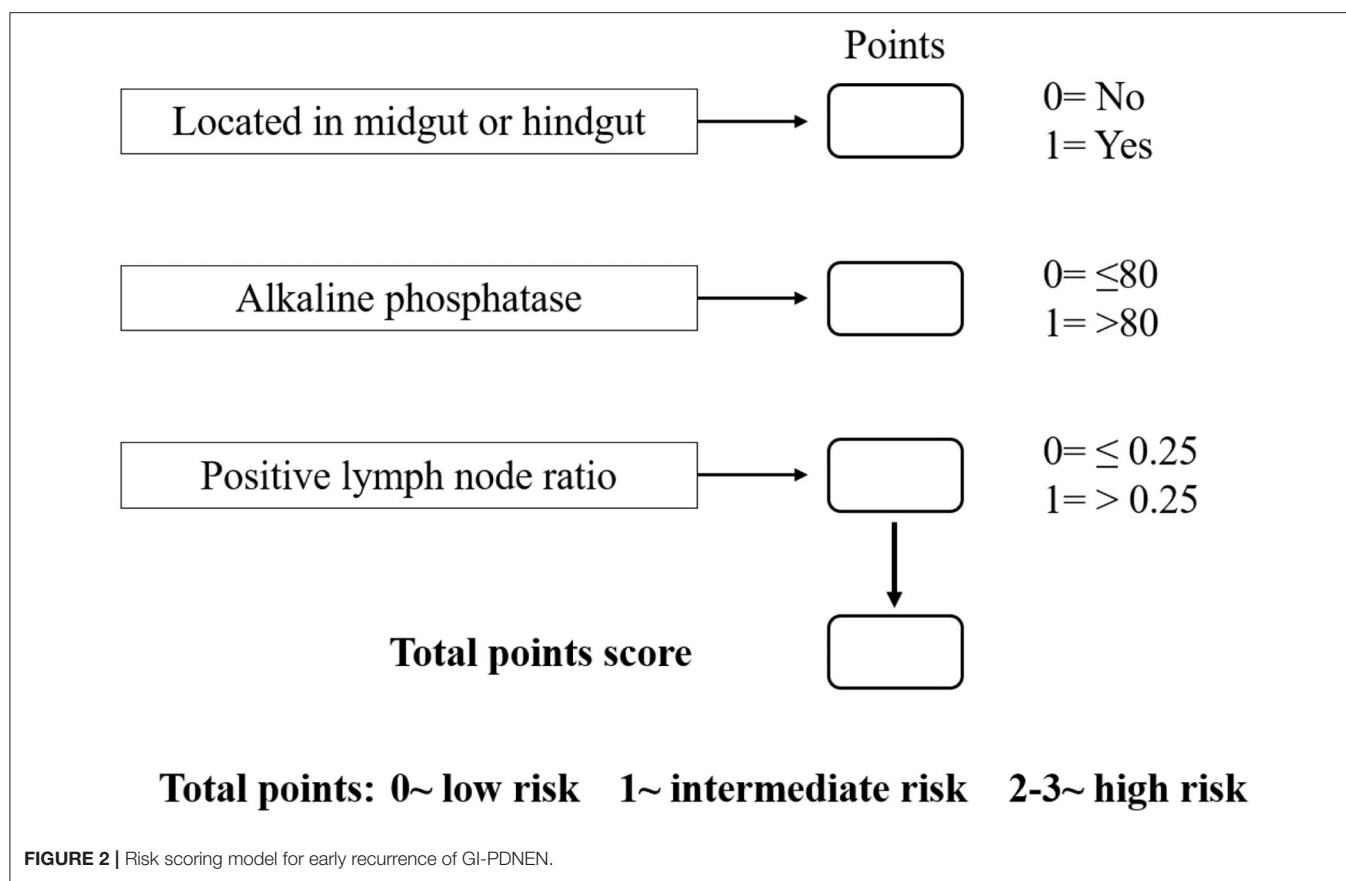 Points
Located in midgut or hindgut
0= No
1= Yes
Alkaline phosphatase
0= ≤80
1= >80
Positive lymph node ratio
0= ≤ 0.25
1= > 0.25
Total points score
Total points: 0~ low risk 1~ intermediate risk 2-3~ high risk
FIGURE 2 | Risk scoring model for early recurrence of GI-PDNEN.